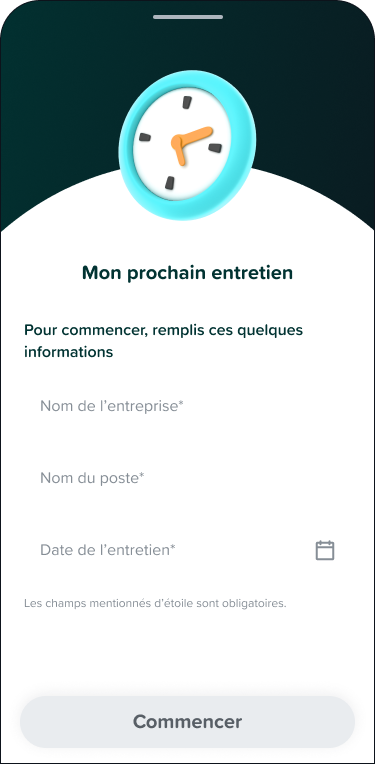 Mon prochain entretien
Pour commencer, remplis ces quelques
informations
Nom de l’entreprise*
Nom du poste*
Date de l’entretien*
Les champs mentionnés d’étoile sont obligatoires.
Commencer